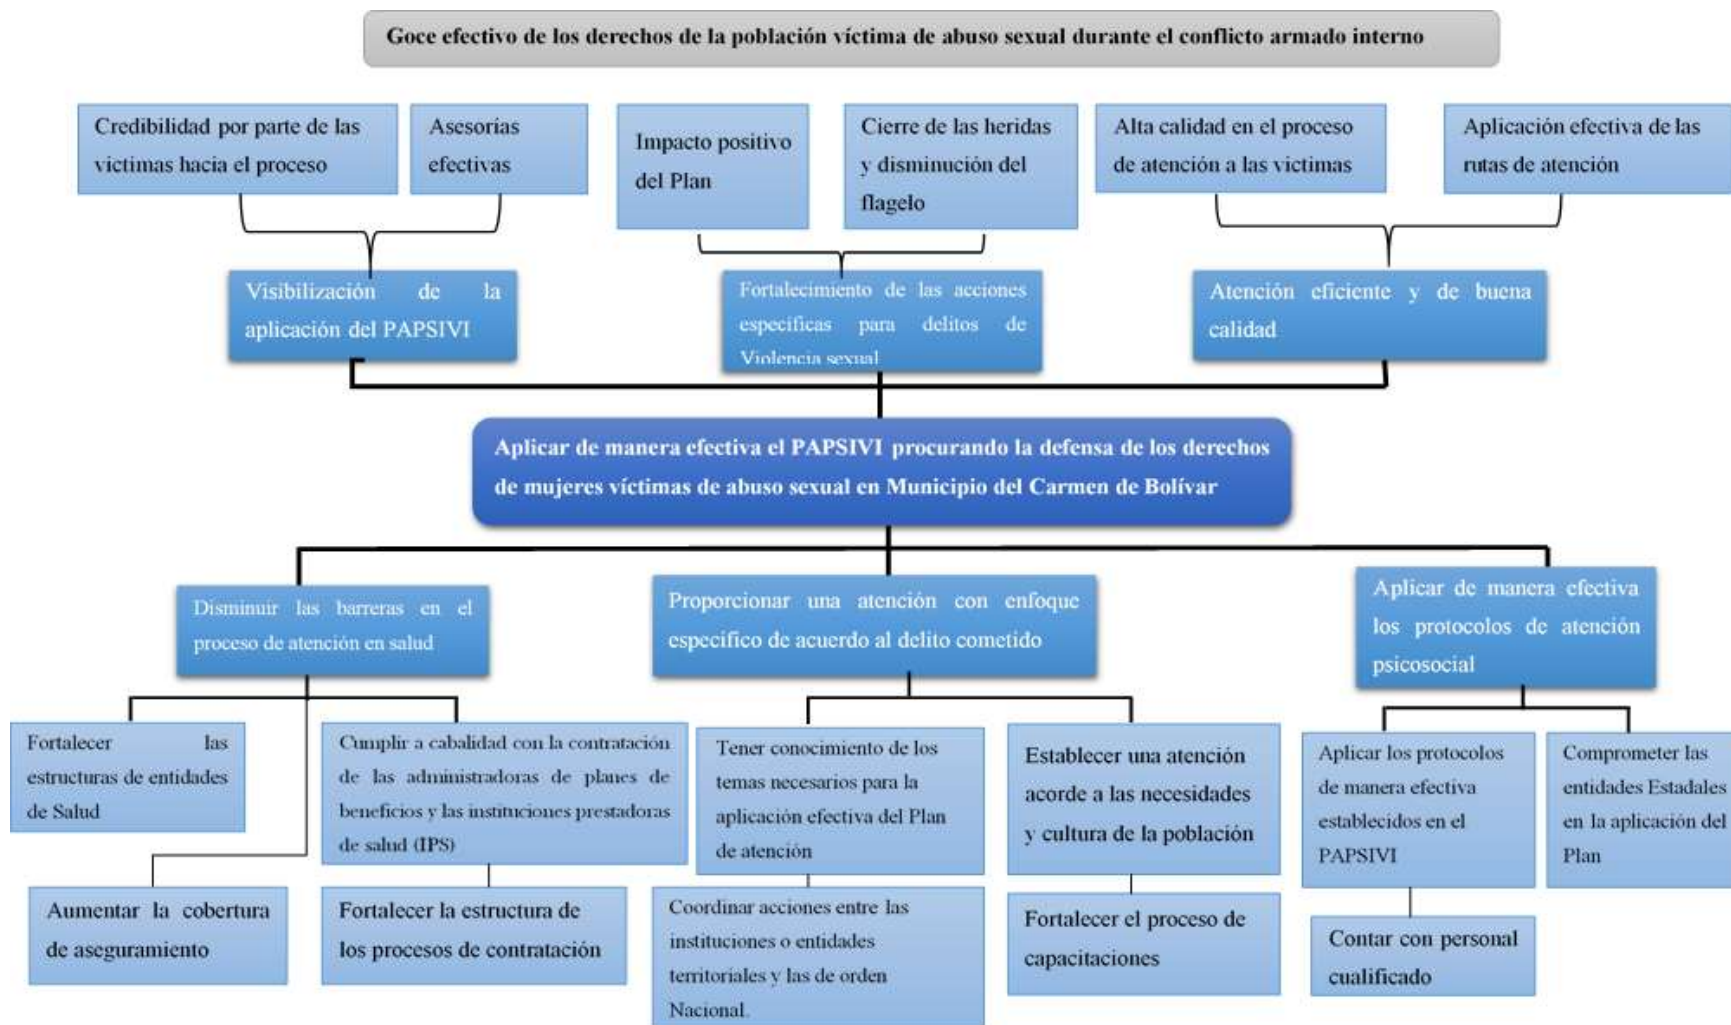 Goce efectivo de los derechos de la población víctima de abuso sexual durante el conflicto armado interno
Credibilidad por parte de las
víctimas hacia el proceso
Asesorías
efectivas
Impacto positivo
del Plan
Cierre de las heridas
y disminución del
flagelo
Alta calidad en el proceso
de atención a las víctimas
Aplicación efectiva de las
rutas de atención
Visibilización de la
aplicación del PAPSIVI
Fortalecimiento de las acciones
específicas para delitos de
Violencia sexual
Atención eficiente y de buena
calidad
Aplicar de manera efectiva el PAPSIVI procurando la defensa de los derechos
de mujeres víctimas de abuso sexual en Municipio del Carmen de Bolívar
Disminuir las barreras en el
proceso de atención en salud
Proporcionar una atención con enfoque
específico de acuerdo al delito cometido
Aplicar de manera efectiva
los protocolos de atención
psicosocial
Fortalecer las
estructuras de entidades
de Salud
Cumplir a cabalidad con la contratación
de las administradoras de planes de
beneficios y las instituciones prestadoras
de salud (IPS)
Tener conocimiento de los
temas necesarios para la
aplicación efectiva del Plan
de atención
Establecer una atención
acorde a las necesidades
y cultura de la población
Aplicar los protocolos
de manera efectiva
establecidos en el
PAPSIVI
Comprometer las
entidades Estadales
en la aplicación del
Plan
Aumentar la cobertura
de aseguramiento
Fortalecer la estructura de
los procesos de contratación
Coordinar acciones entre las
instituciones o entidades
territoriales y las de orden
Nacional.
Fortalecer el proceso de
capacitaciones
Contar con personal
cualificado